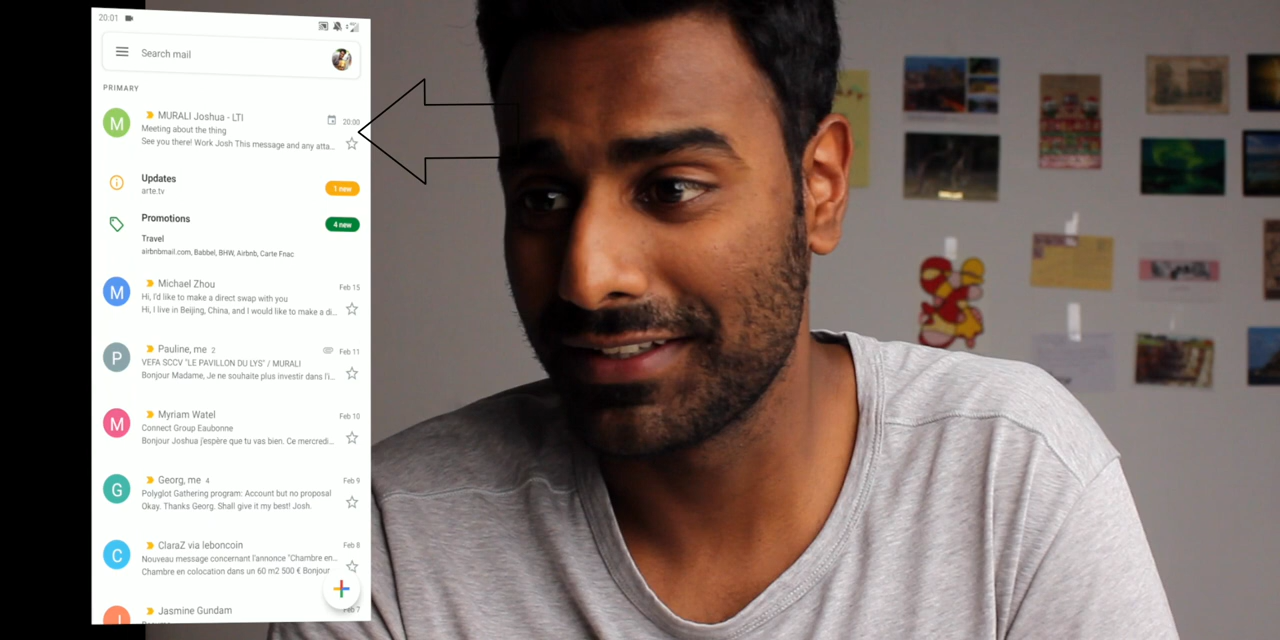 20:01
Search mail
PRIMARY
M
MURALI Joshua - LTI
20:00
Meeting about the thing
See you there! Work Josh This message and any atta...
Updates
1 new
arte.tv
Promotions
4 new
Travel
airbnbmail.com, Babbel, BHW, Airbnb, Carte Fnac
M
Michael Zhou
Feb 15
Hi, I'd like to make a direct swap with you
Hi, I live in Beijing, China, and I would like to make a di...
P
Pauline, me 2
Feb 11
VEFA SCCV "LE PAVILLON DU LYS" / MURALI
Bonjour Madame, Je ne souhaite plus investir dans l'i...
M
Myriam Watel
Feb 10
Connect Group Eaubonne
Bonjour Joshua j'espère que tu vas bien. Ce mercredi...
G
Georg, me 4
Feb 9
Polyglot Gathering program: Account but no proposal
Okay. Thanks Georg. Shall give it my best! Josh.
C
ClaraZ via leboncoin
Feb 8
Nouveau message concernant l'annonce "Chambre en...
Chambre en colocation dans un 60 m2 500 € Bonjour
J
Jasmine Gundam
Feb 7